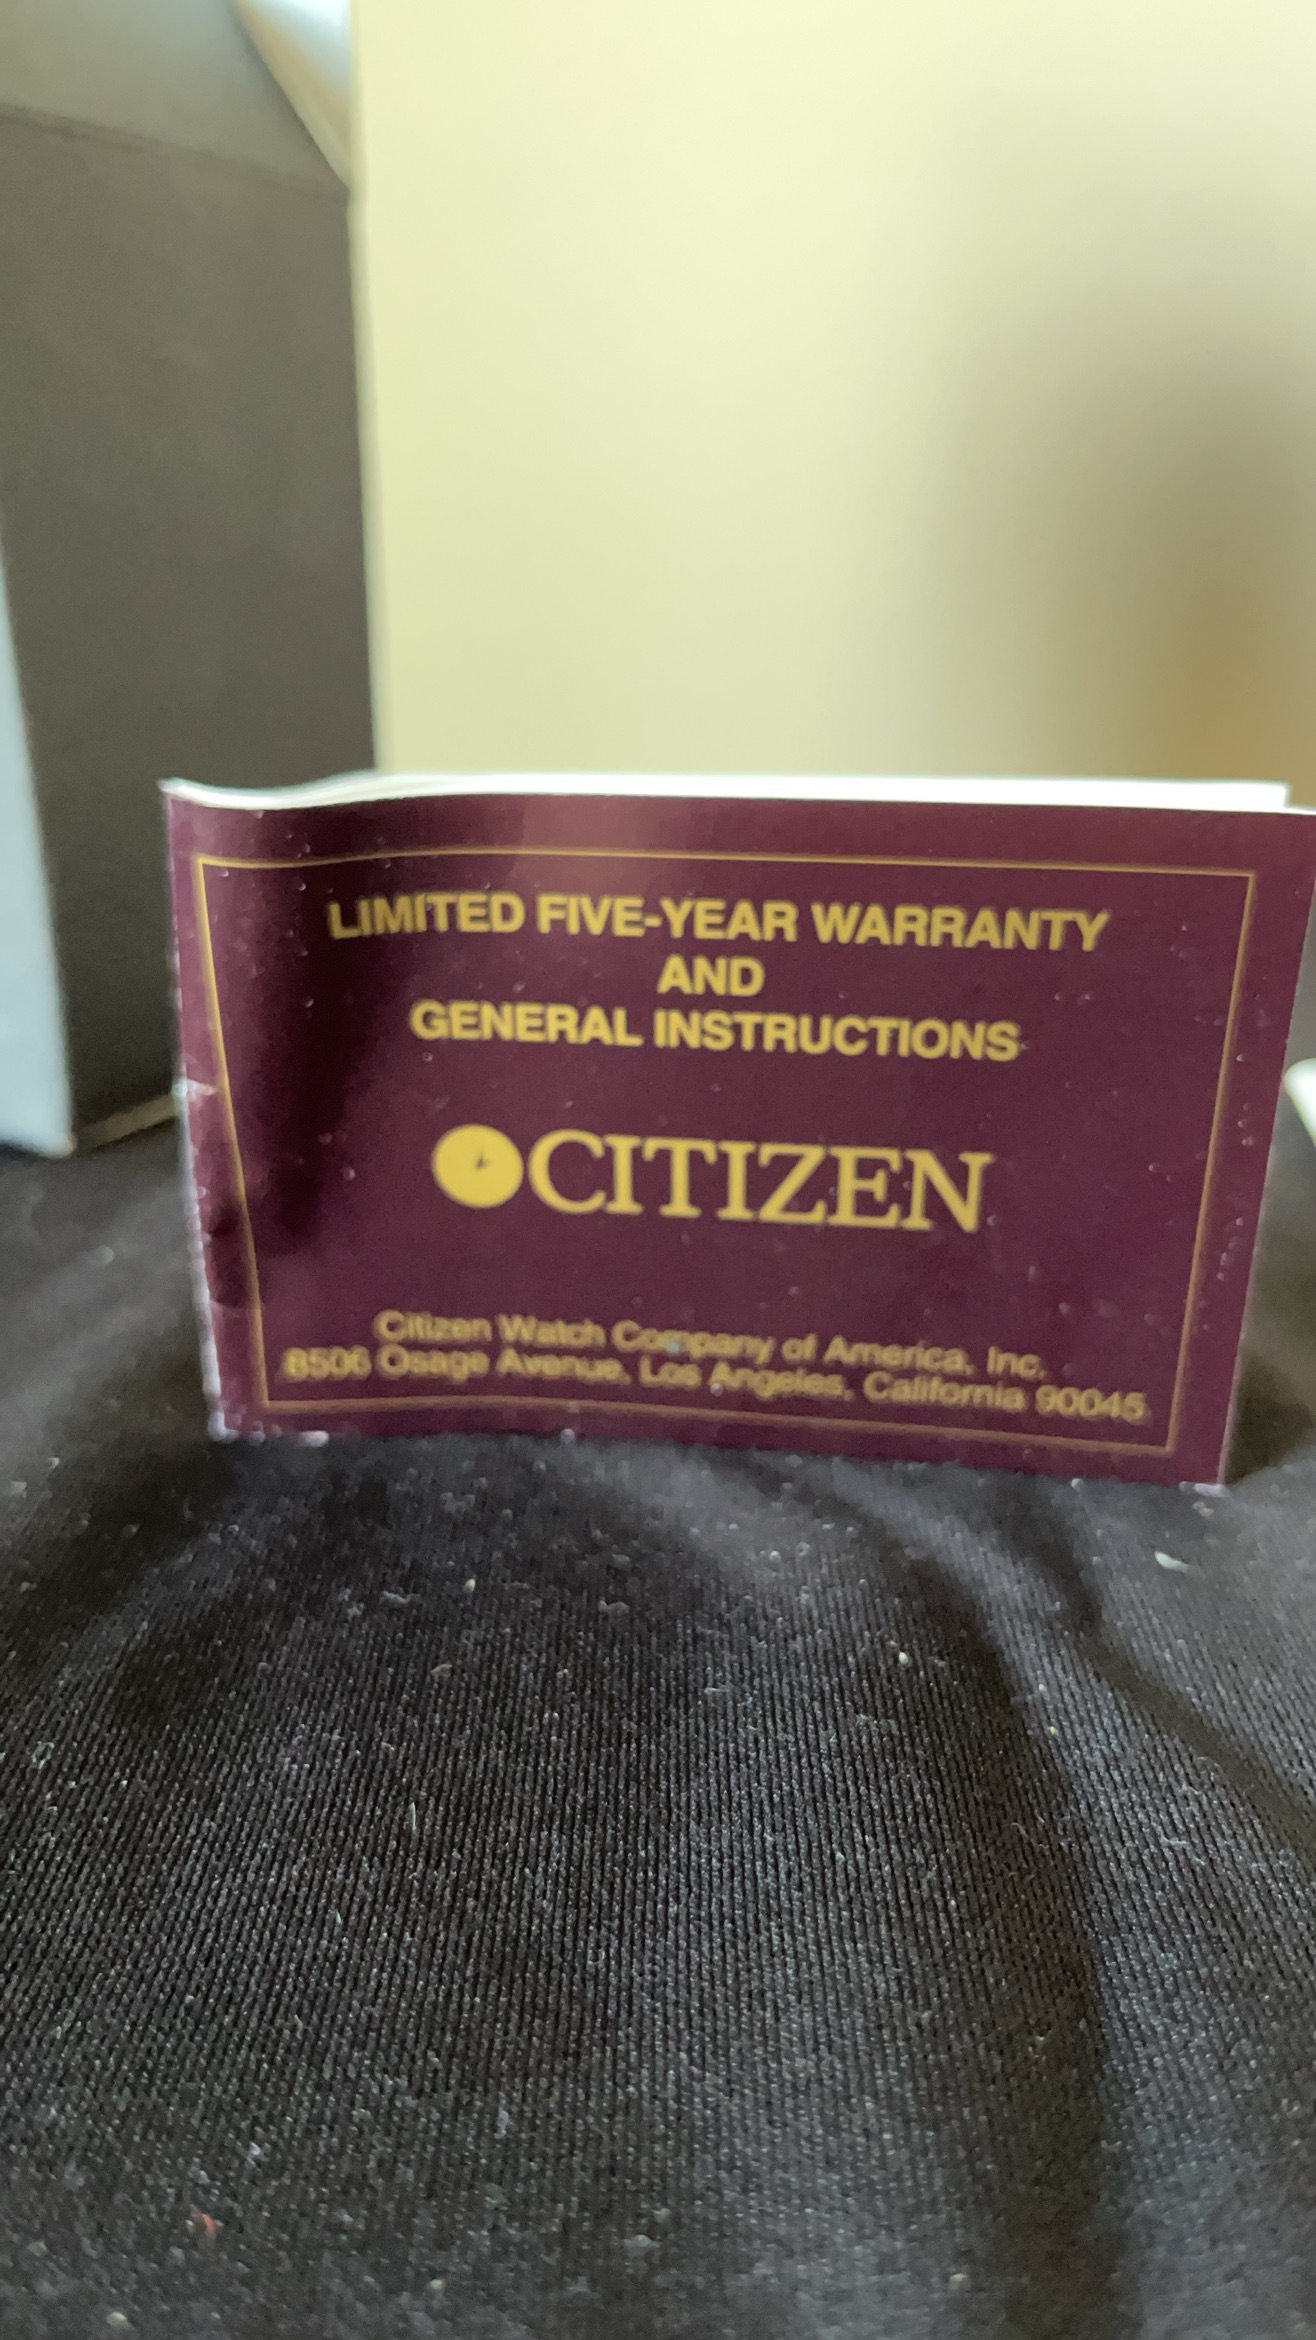 LIMITED FIVE-YEAR WARRANTY
AND
GENERAL INSTRUCTIONS
CITIZEN
Citizen Watch Company of America, Inc.
8506 Osage Avenue, Los Angeles, California 90045